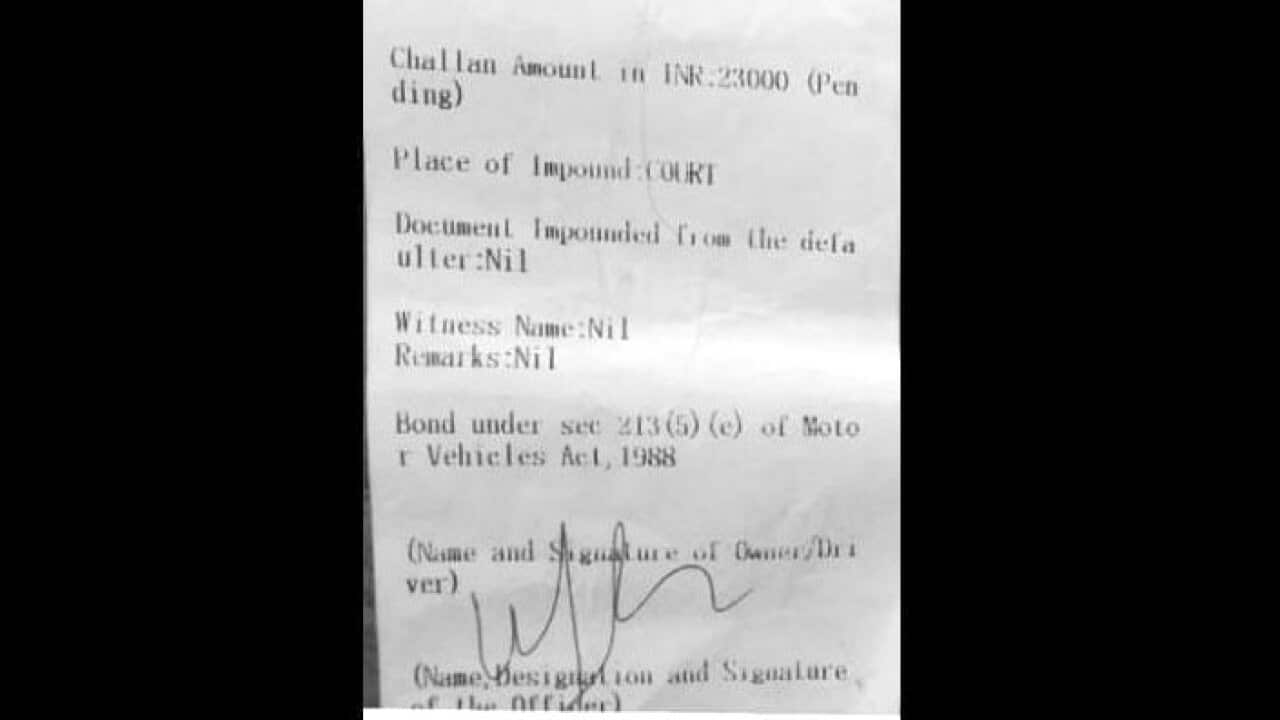 Challan Amount in INR:23000 (Pen
ding)
Place of Impound:COURT
Document Impounded from the defa
ulter:Nil
Witness Name:Nil
Remarks:Nil
Bond under sec 213(5)(e) of Moto
r Vehicles Act,1988
(Name and Signature of Owner/Dri
ver)
(Name,Designation and Signature
of the Officer)